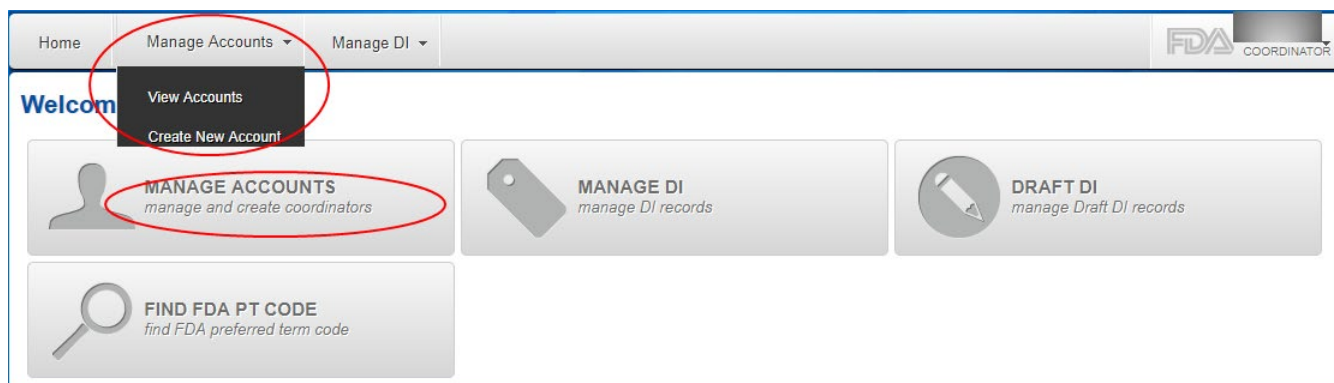 Home
Manage Accounts
Manage DI
FDA
COORDINATOR
View Accounts
Create New Account
Welcom
MANAGE ACCOUNTS
manage and create coordinators
MANAGE DI
manage DI records
DRAFT DI
manage Draft DI records
FIND FDA PT CODE
find FDA preferred term code